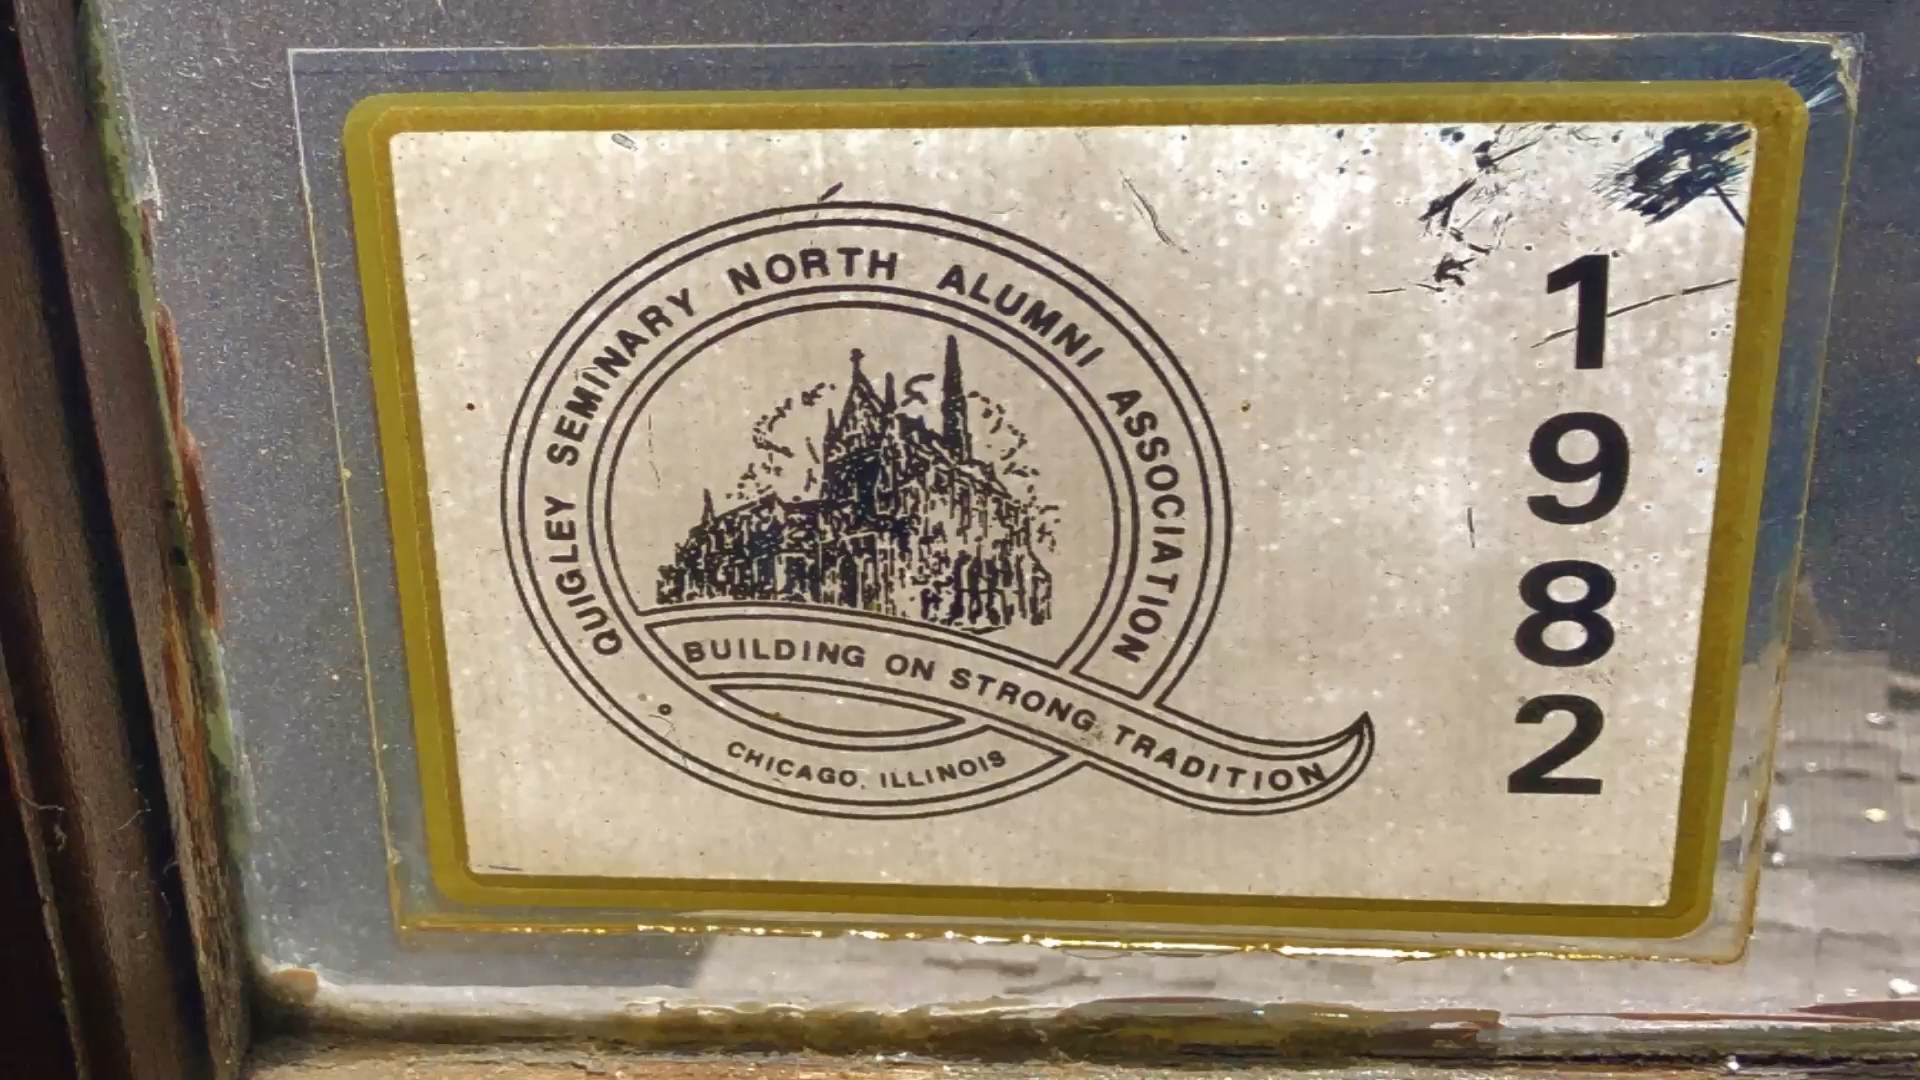 QUIGLEY SEMINARY NORTH ALUMNI ASSOCIATION
BUILDING ON STRONG TRADITION
CHICAGO, ILLINOIS
1982